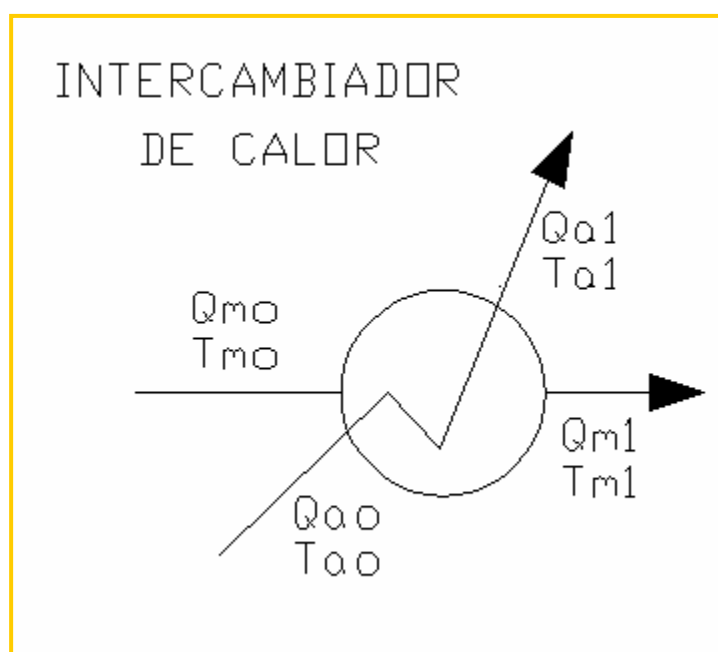 INTERCAMBIADOR
DE CALOR
Qa1
Ta1
Qmo
Tmo
Qm1
Tm1
Qao
Tao